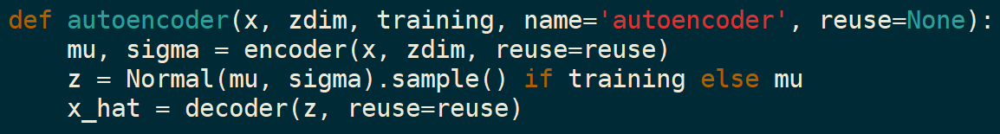 def autoencoder(x, zdim, training, name='autoencoder', reuse=None):
    mu, sigma = encoder(x, zdim, reuse=reuse)
    z = Normal(mu, sigma).sample() if training else mu
    x_hat = decoder(z, reuse=reuse)